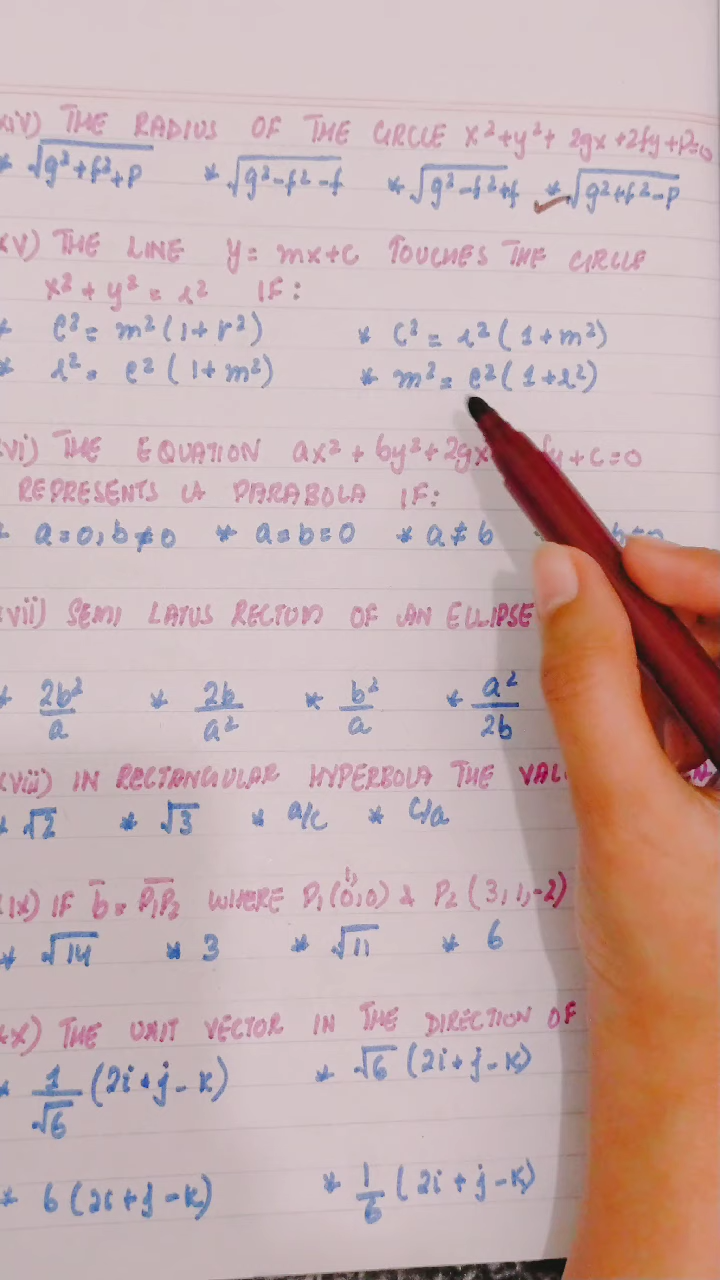 xiv) THE RADIUS OF THE CIRCLE x²+y²+ 2gx+2fy+P=0
* √g²+f²+P * √g²-f²-f * √g²-f²+f * √g²+f²-P
xv) THE LINE y= mx+c TOUCHES THE CIRCLE
x²+y²=r² IF:
* c²= m²(1+r²) * c²= r²(1+m²)
* r²= c²(1+m²) * m²= c²(1+r²)
vi) THE EQUATION ax²+by²+2gx fy+c=0
REPRESENTS A PARABOLA IF:
* a=0, b≠0 * a=b=0 * a≠b
vii) SEMI LATUS RECTUM OF AN ELLIPSE
* 2b²/a * 2b/a² * b²/a * a²/2b
xviii) IN RECTANGULAR HYPERBOLA THE
* √2 * √3 * a/c * c/a
ix) IF b̅= P̅₁P̅₂ WHERE P₁(0,1,0) & P₂(3,1,-2)
* √14 * 3 * √11 * 6
xx) THE UNIT VECTOR IN THE DIRECTION OF
* 1/√6 (2i+j-k) * √6 (2i+j-k)
* 6(2i+j-k) * 1/6 (2i+j-k)